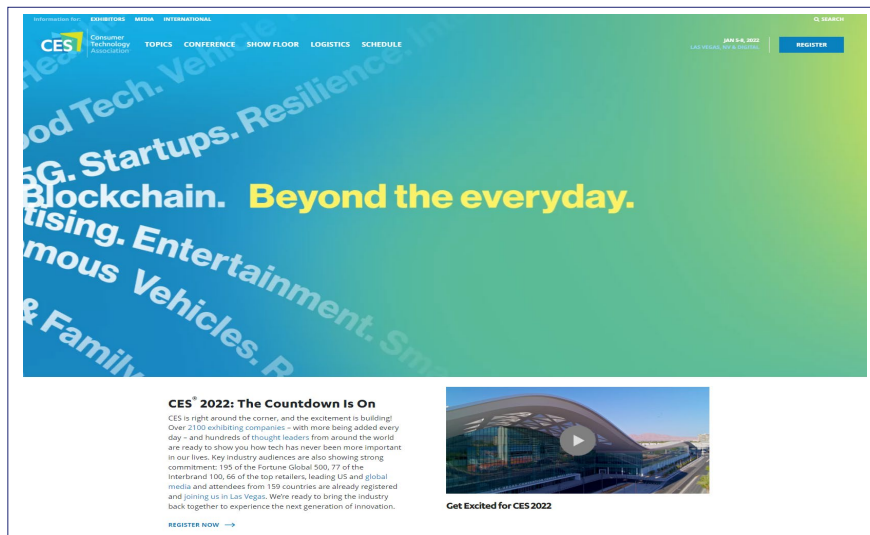 Information for: EXHIBITORS MEDIA INTERNATIONAL
SEARCH
CES
Consumer
Technology
Association
TOPICS CONFERENCE SHOW FLOOR LOGISTICS SCHEDULE
JAN 5-8, 2022
LAS VEGAS, NV & DIGITAL
REGISTER
Vehicle
ood Tech. Resilience. Int
5G. Startups.
Blockchain. Beyond the everyday.
tising. Entertainment. Sm
mous Vehicles. R
& Family
CES® 2022: The Countdown Is On
CES is right around the corner, and the excitement is building!
Over 2100 exhibiting companies – with more being added every
day – and hundreds of thought leaders from around the world
are ready to show you how tech has never been more important
in our lives. Key industry audiences are also showing strong
commitment: 195 of the Fortune Global 500, 77 of the
Interbrand 100, 66 of the top retailers, leading US and global
media and attendees from 159 countries are already registered
and joining us in Las Vegas. We're ready to bring the industry
back together to experience the next generation of innovation.
REGISTER NOW →
Get Excited for CES 2022